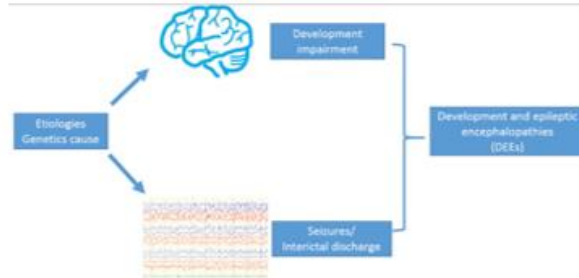 Development
impairment
Etiologies
Genetics cause
Development and epileptic
encephalopathies
(DEEs)
Seizures/
Interictal discharge